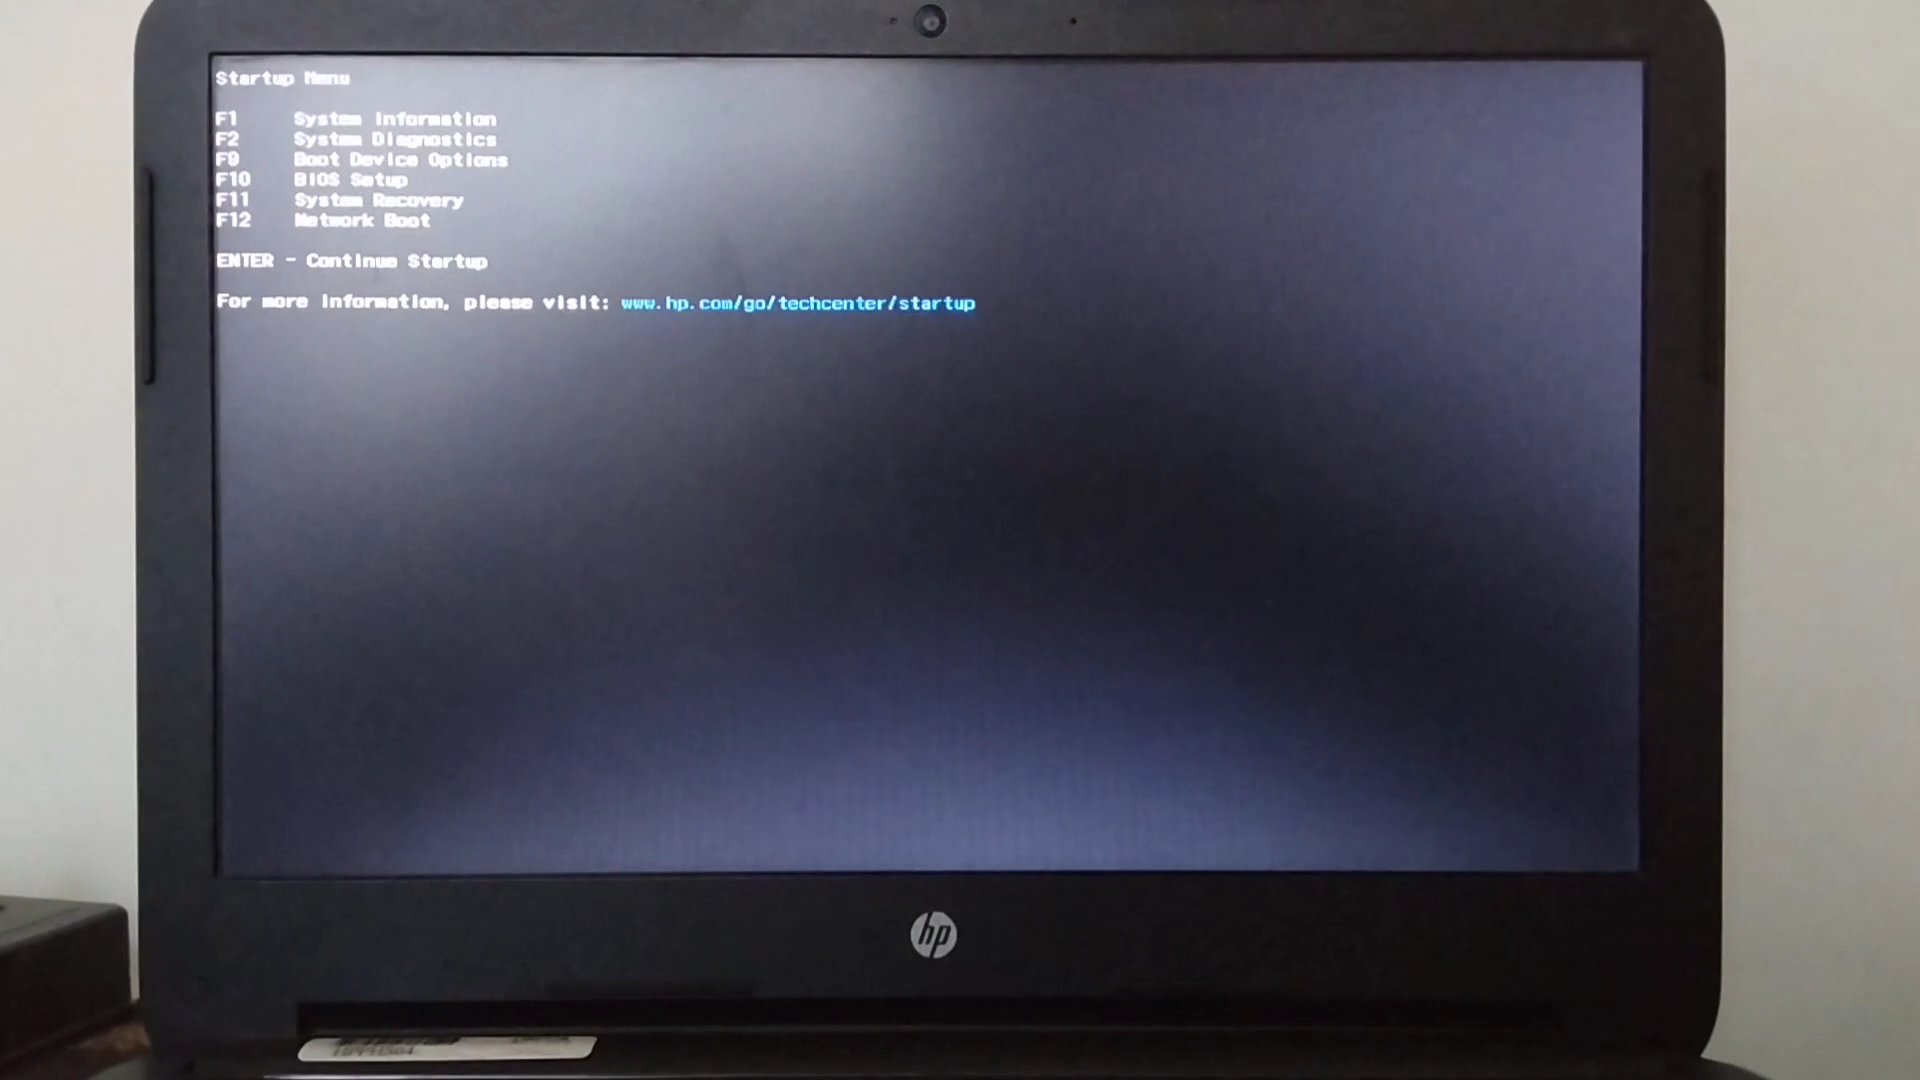 Startup Menu
F1 System Information
F2 System Diagnostics
F9 Boot Device Options
F10 BIOS Setup
F11 System Recovery
F12 Network Boot
ENTER - Continue Startup
For more information, please visit: www.hp.com/go/techcenter/startup
hp